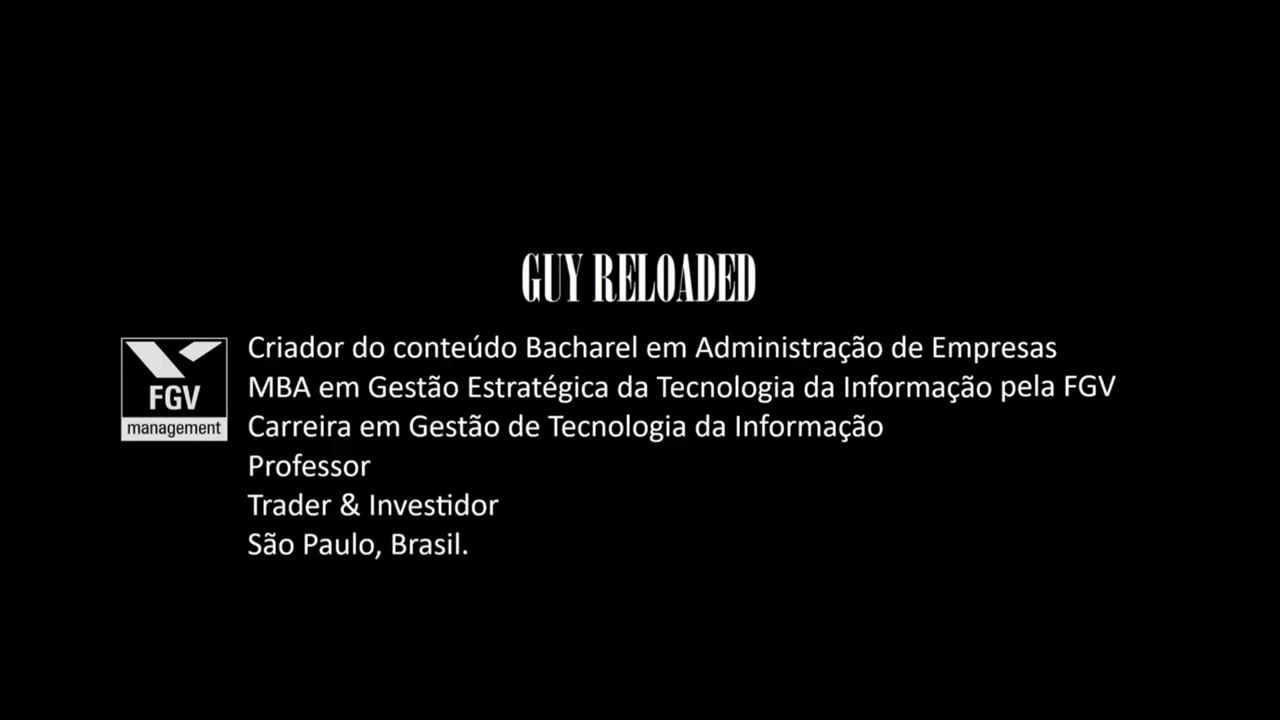 GUY RELOADED
Criador do conteúdo Bacharel em Administração de Empresas
MBA em Gestão Estratégica da Tecnologia da Informação pela FGV
Carreira em Gestão de Tecnologia da Informação
Professor
Trader & Investidor
São Paulo, Brasil.
FGV
management